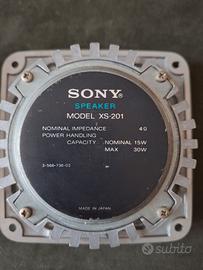 SONY®
SPEAKER
MODEL XS-201
NOMINAL IMPEDANCE 4Ω
POWER HANDLING
CAPACITY NOMINAL 15W
MAX 30W
3-566-736-02
MADE IN JAPAN
subito